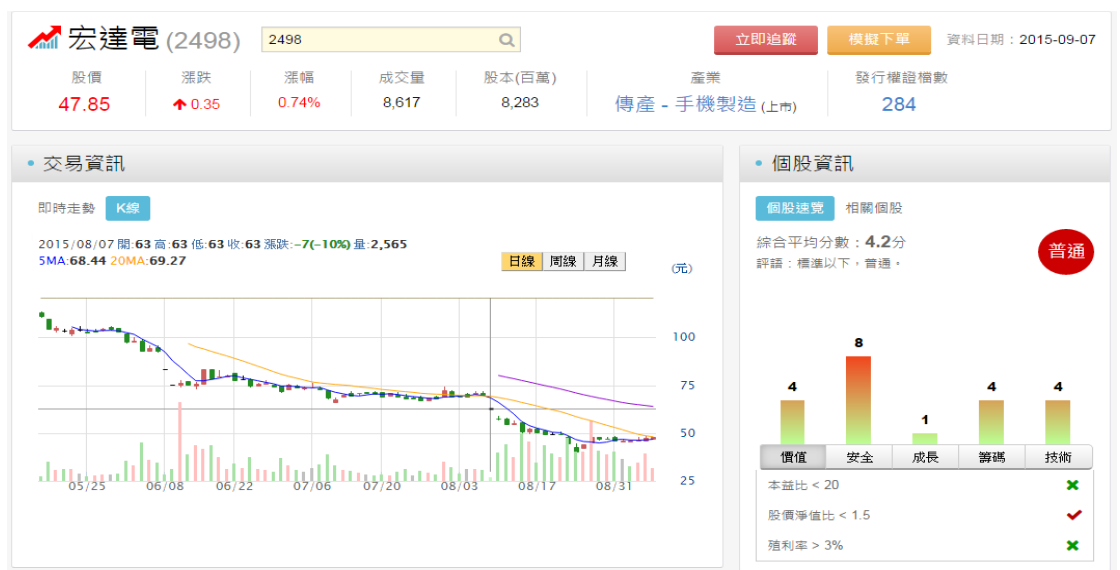 宏達電 (2498)
2498
立即追蹤
模擬下單
資料日期：2015-09-07
股價 漲跌 漲幅 成交量 股本(百萬) 產業 發行權證檔數
47.85 0.35 0.74% 8,617 8,283 傳產 - 手機製造 (上市) 284
交易資訊
即時走勢 K線
2015/08/07 開:63 高:63 低:63 收:63 漲跌:-7(-10%) 量:2,565
5MA:68.44 20MA:69.27
日線 周線 月線
(元)
100
75
50
25
05/25 06/08 06/22 07/06 07/20 08/03 08/17 08/31
個股資訊
個股速覽 相關個股
綜合平均分數：4.2分
評語：標準以下，普通。
普通
4 8 1 4 4
價值 安全 成長 籌碼 技術
本益比 < 20
股價淨值比 < 1.5
殖利率 > 3%